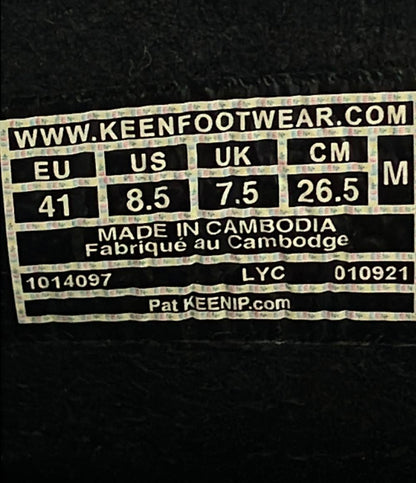 WWW.KEENFOOTWEAR.COM
EU US UK CM M
41 8.5 7.5 26.5
MADE IN CAMBODIA
Fabriqué au Cambodge
1014097 LYC 010921
Pat KEENIP.com